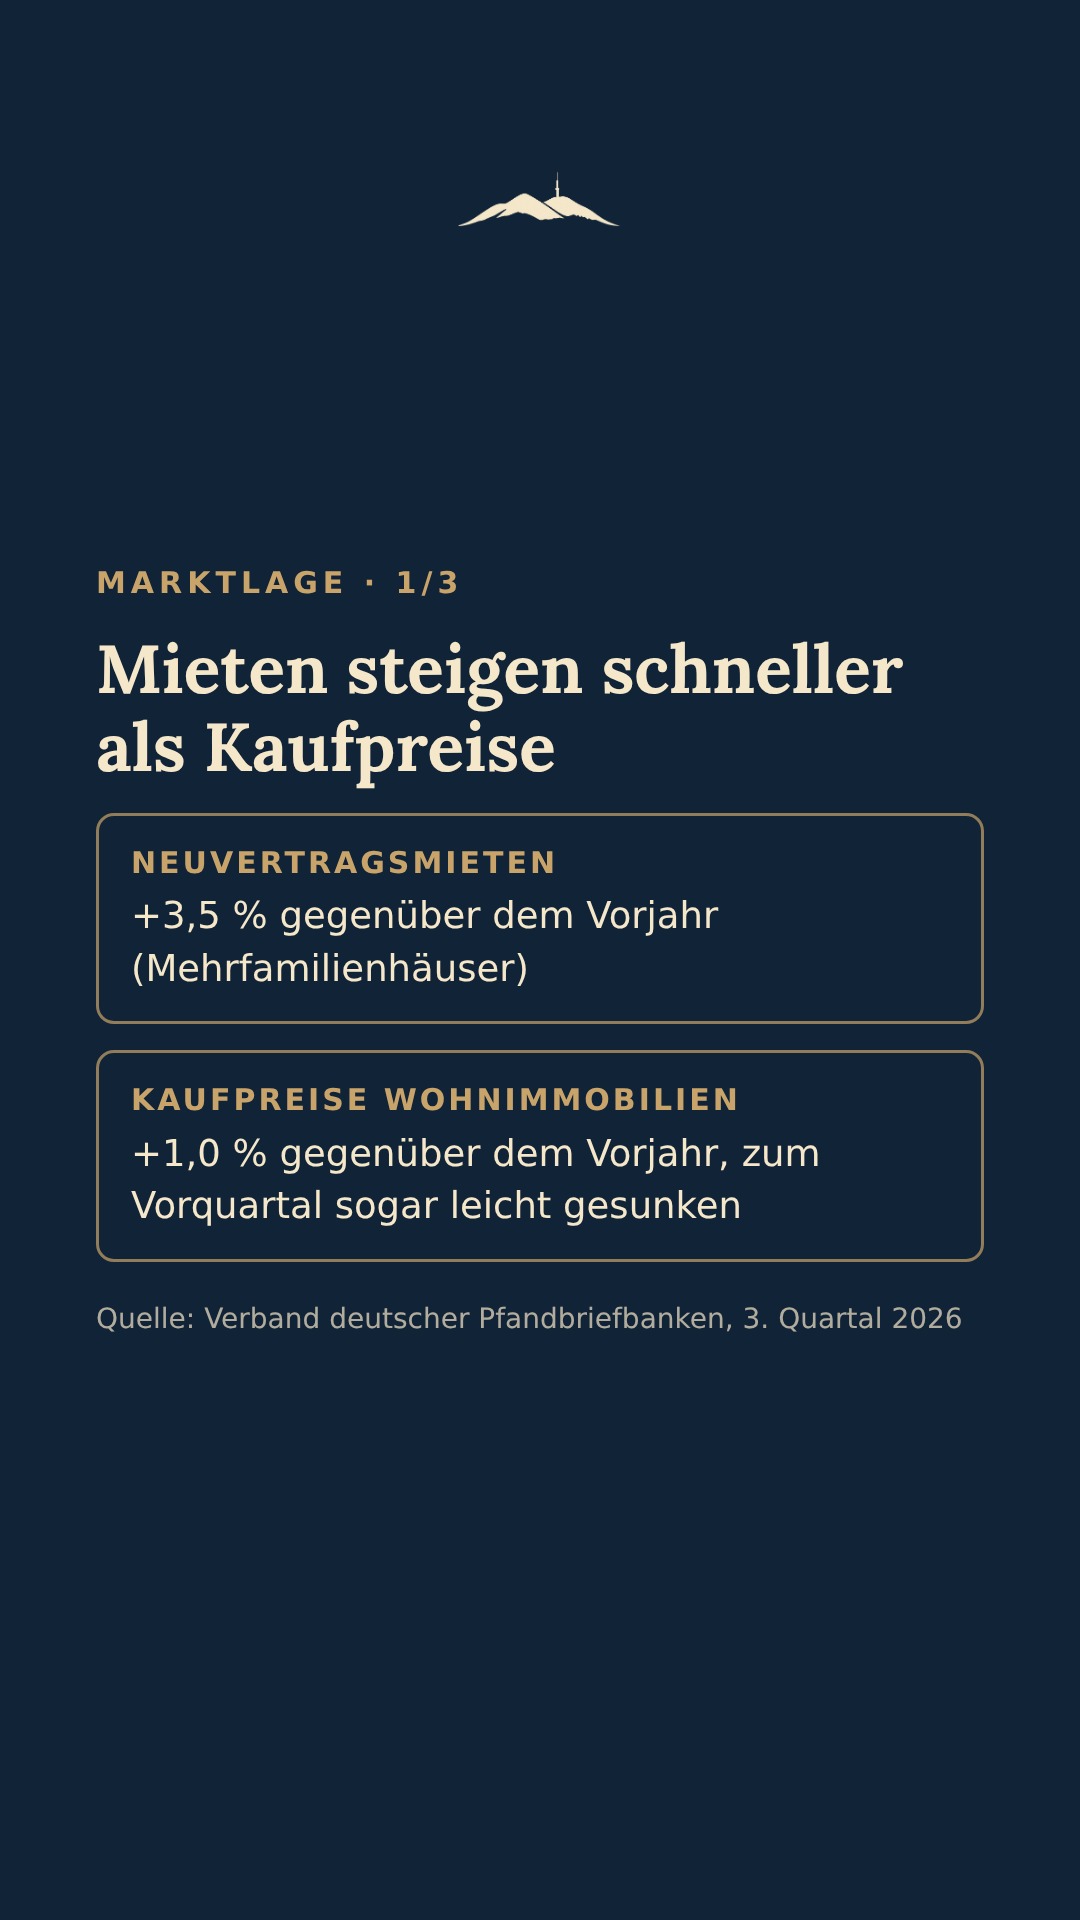 MARKTLAGE · 1/3
Mieten steigen schneller
als Kaufpreise
NEUVERTRAGSMIETEN
+3,5 % gegenüber dem Vorjahr
(Mehrfamilienhäuser)
KAUFPREISE WOHNIMMOBILIEN
+1,0 % gegenüber dem Vorjahr, zum
Vorquartal sogar leicht gesunken
Quelle: Verband deutscher Pfandbriefbanken, 3. Quartal 2026